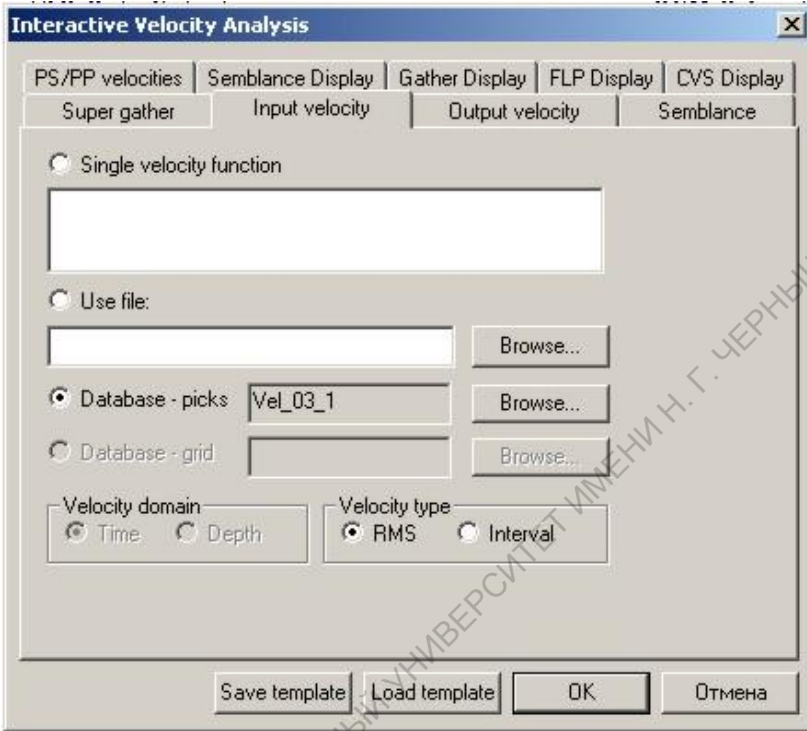 Interactive Velocity Analysis
PS/PP velocities Semblance Display Gather Display FLP Display CVS Display
Super gather Input velocity Output velocity Semblance
Single velocity function
Use file:
Browse...
Database - picks Vel_03_1 Browse...
Database - grid Browse...
Velocity domain Velocity type
Time Depth RMS Interval
Save template Load template OK Отмена
УНИВЕРСИТЕТ ИМЕНИ Н. Г.